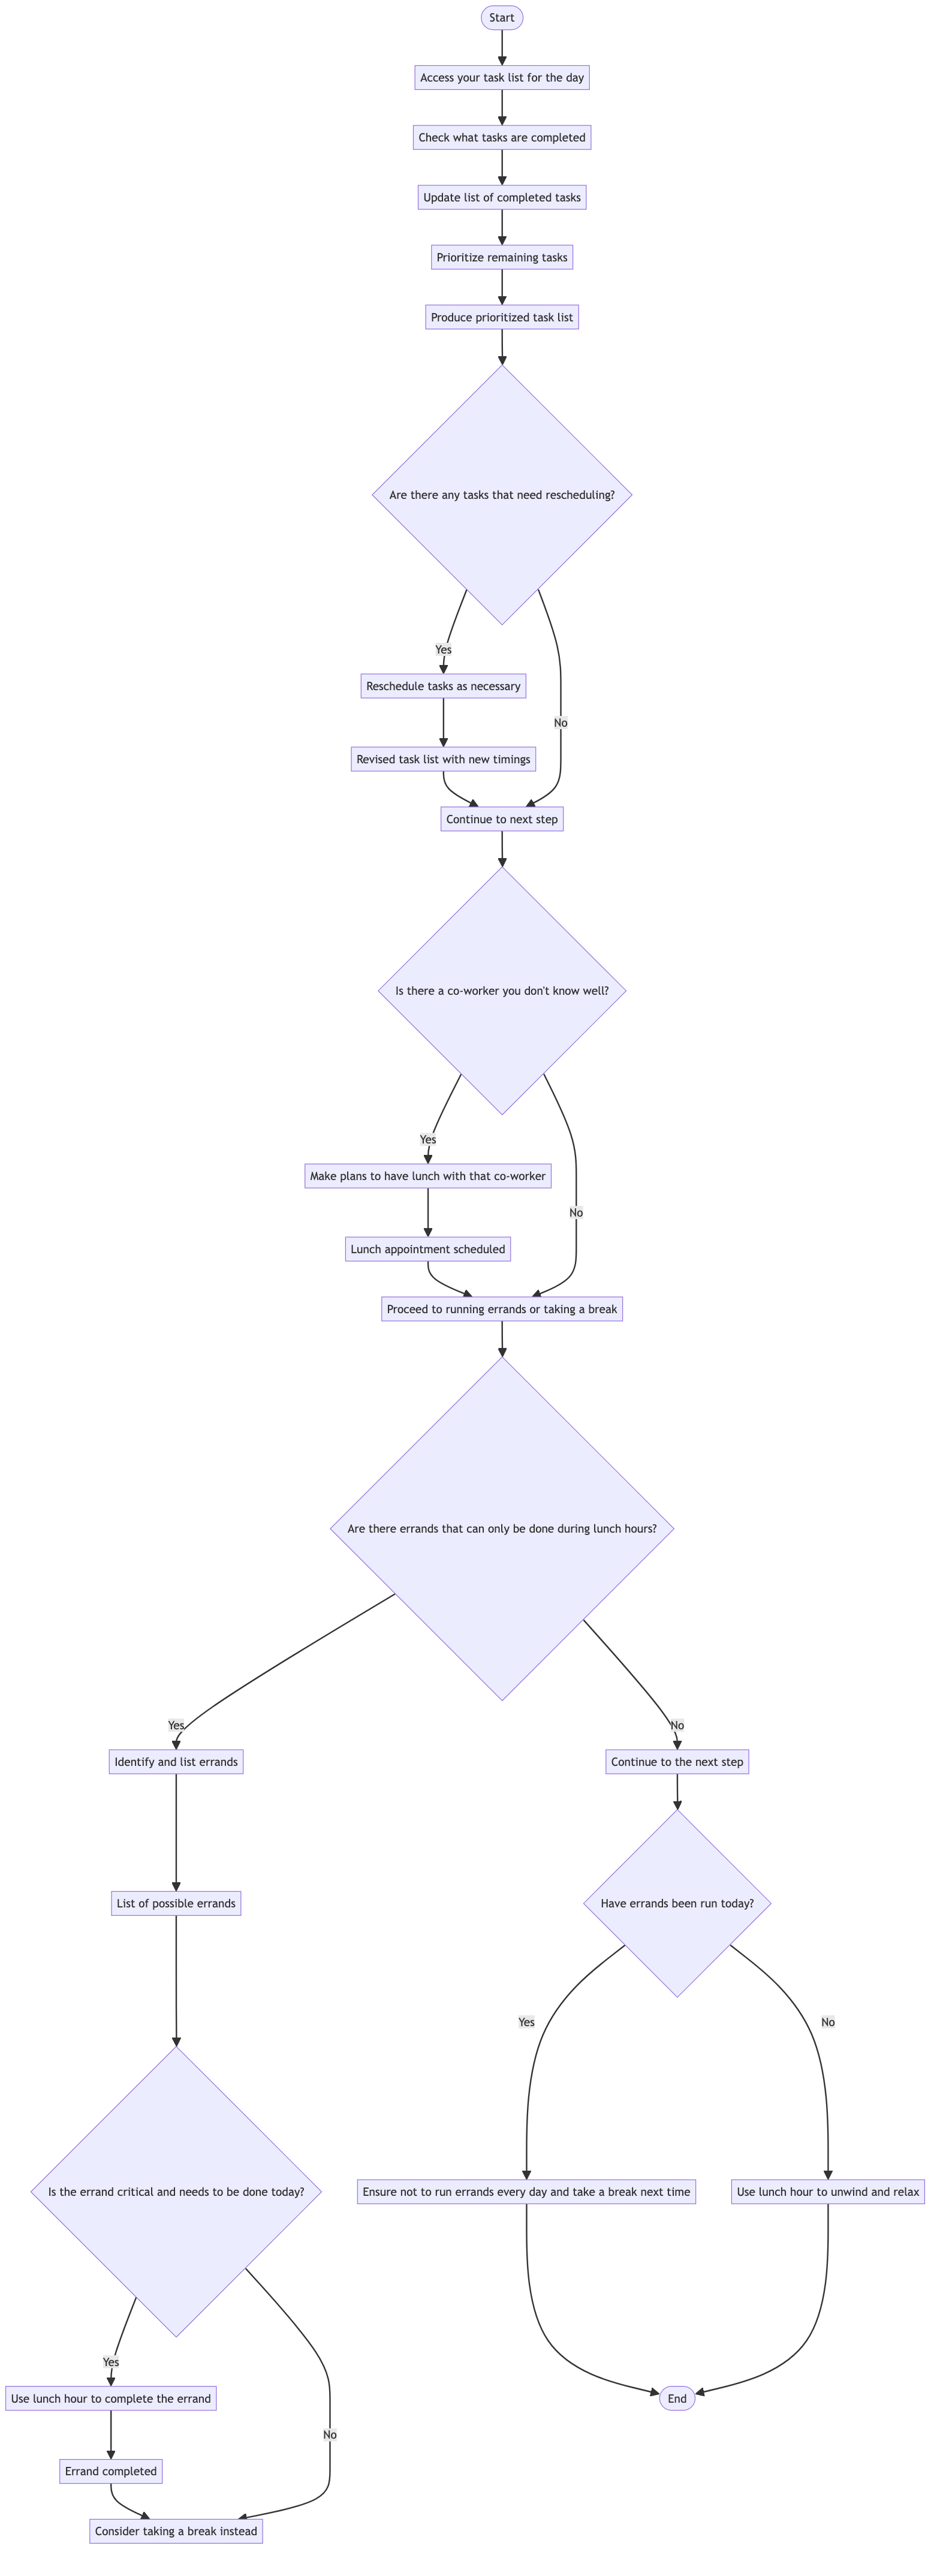 Start
Access your task list for the day
Check what tasks are completed
Update list of completed tasks
Prioritize remaining tasks
Produce prioritized task list
Are there any tasks that need rescheduling?
Yes
Reschedule tasks as necessary
No
Revised task list with new timings
Continue to next step
Is there a co-worker you don't know well?
Yes
Make plans to have lunch with that co-worker
No
Lunch appointment scheduled
Proceed to running errands or taking a break
Are there errands that can only be done during lunch hours?
Yes
No
Identify and list errands
Continue to the next step
List of possible errands
Have errands been run today?
Yes
No
Is the errand critical and needs to be done today?
Ensure not to run errands every day and take a break next time
Use lunch hour to unwind and relax
Yes
Use lunch hour to complete the errand
End
No
Errand completed
Consider taking a break instead